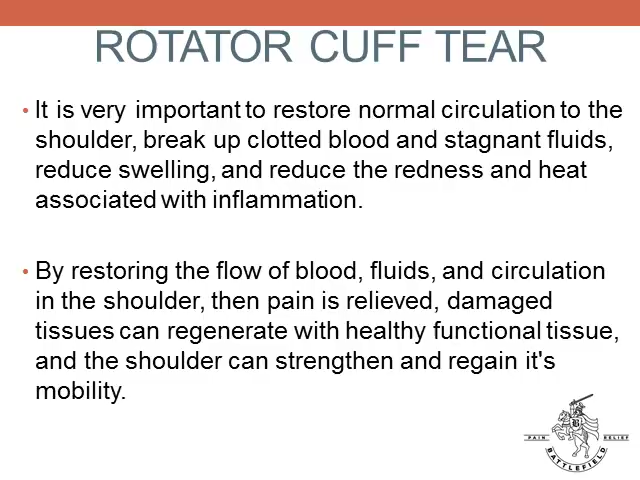 ROTATOR CUFF TEAR
• It is very important to restore normal circulation to the
shoulder, break up clotted blood and stagnant fluids,
reduce swelling, and reduce the redness and heat
associated with inflammation.
• By restoring the flow of blood, fluids, and circulation
in the shoulder, then pain is relieved, damaged
tissues can regenerate with healthy functional tissue,
and the shoulder can strengthen and regain it's
mobility.
B
PAIN RELIEF
BATTLEFIELD